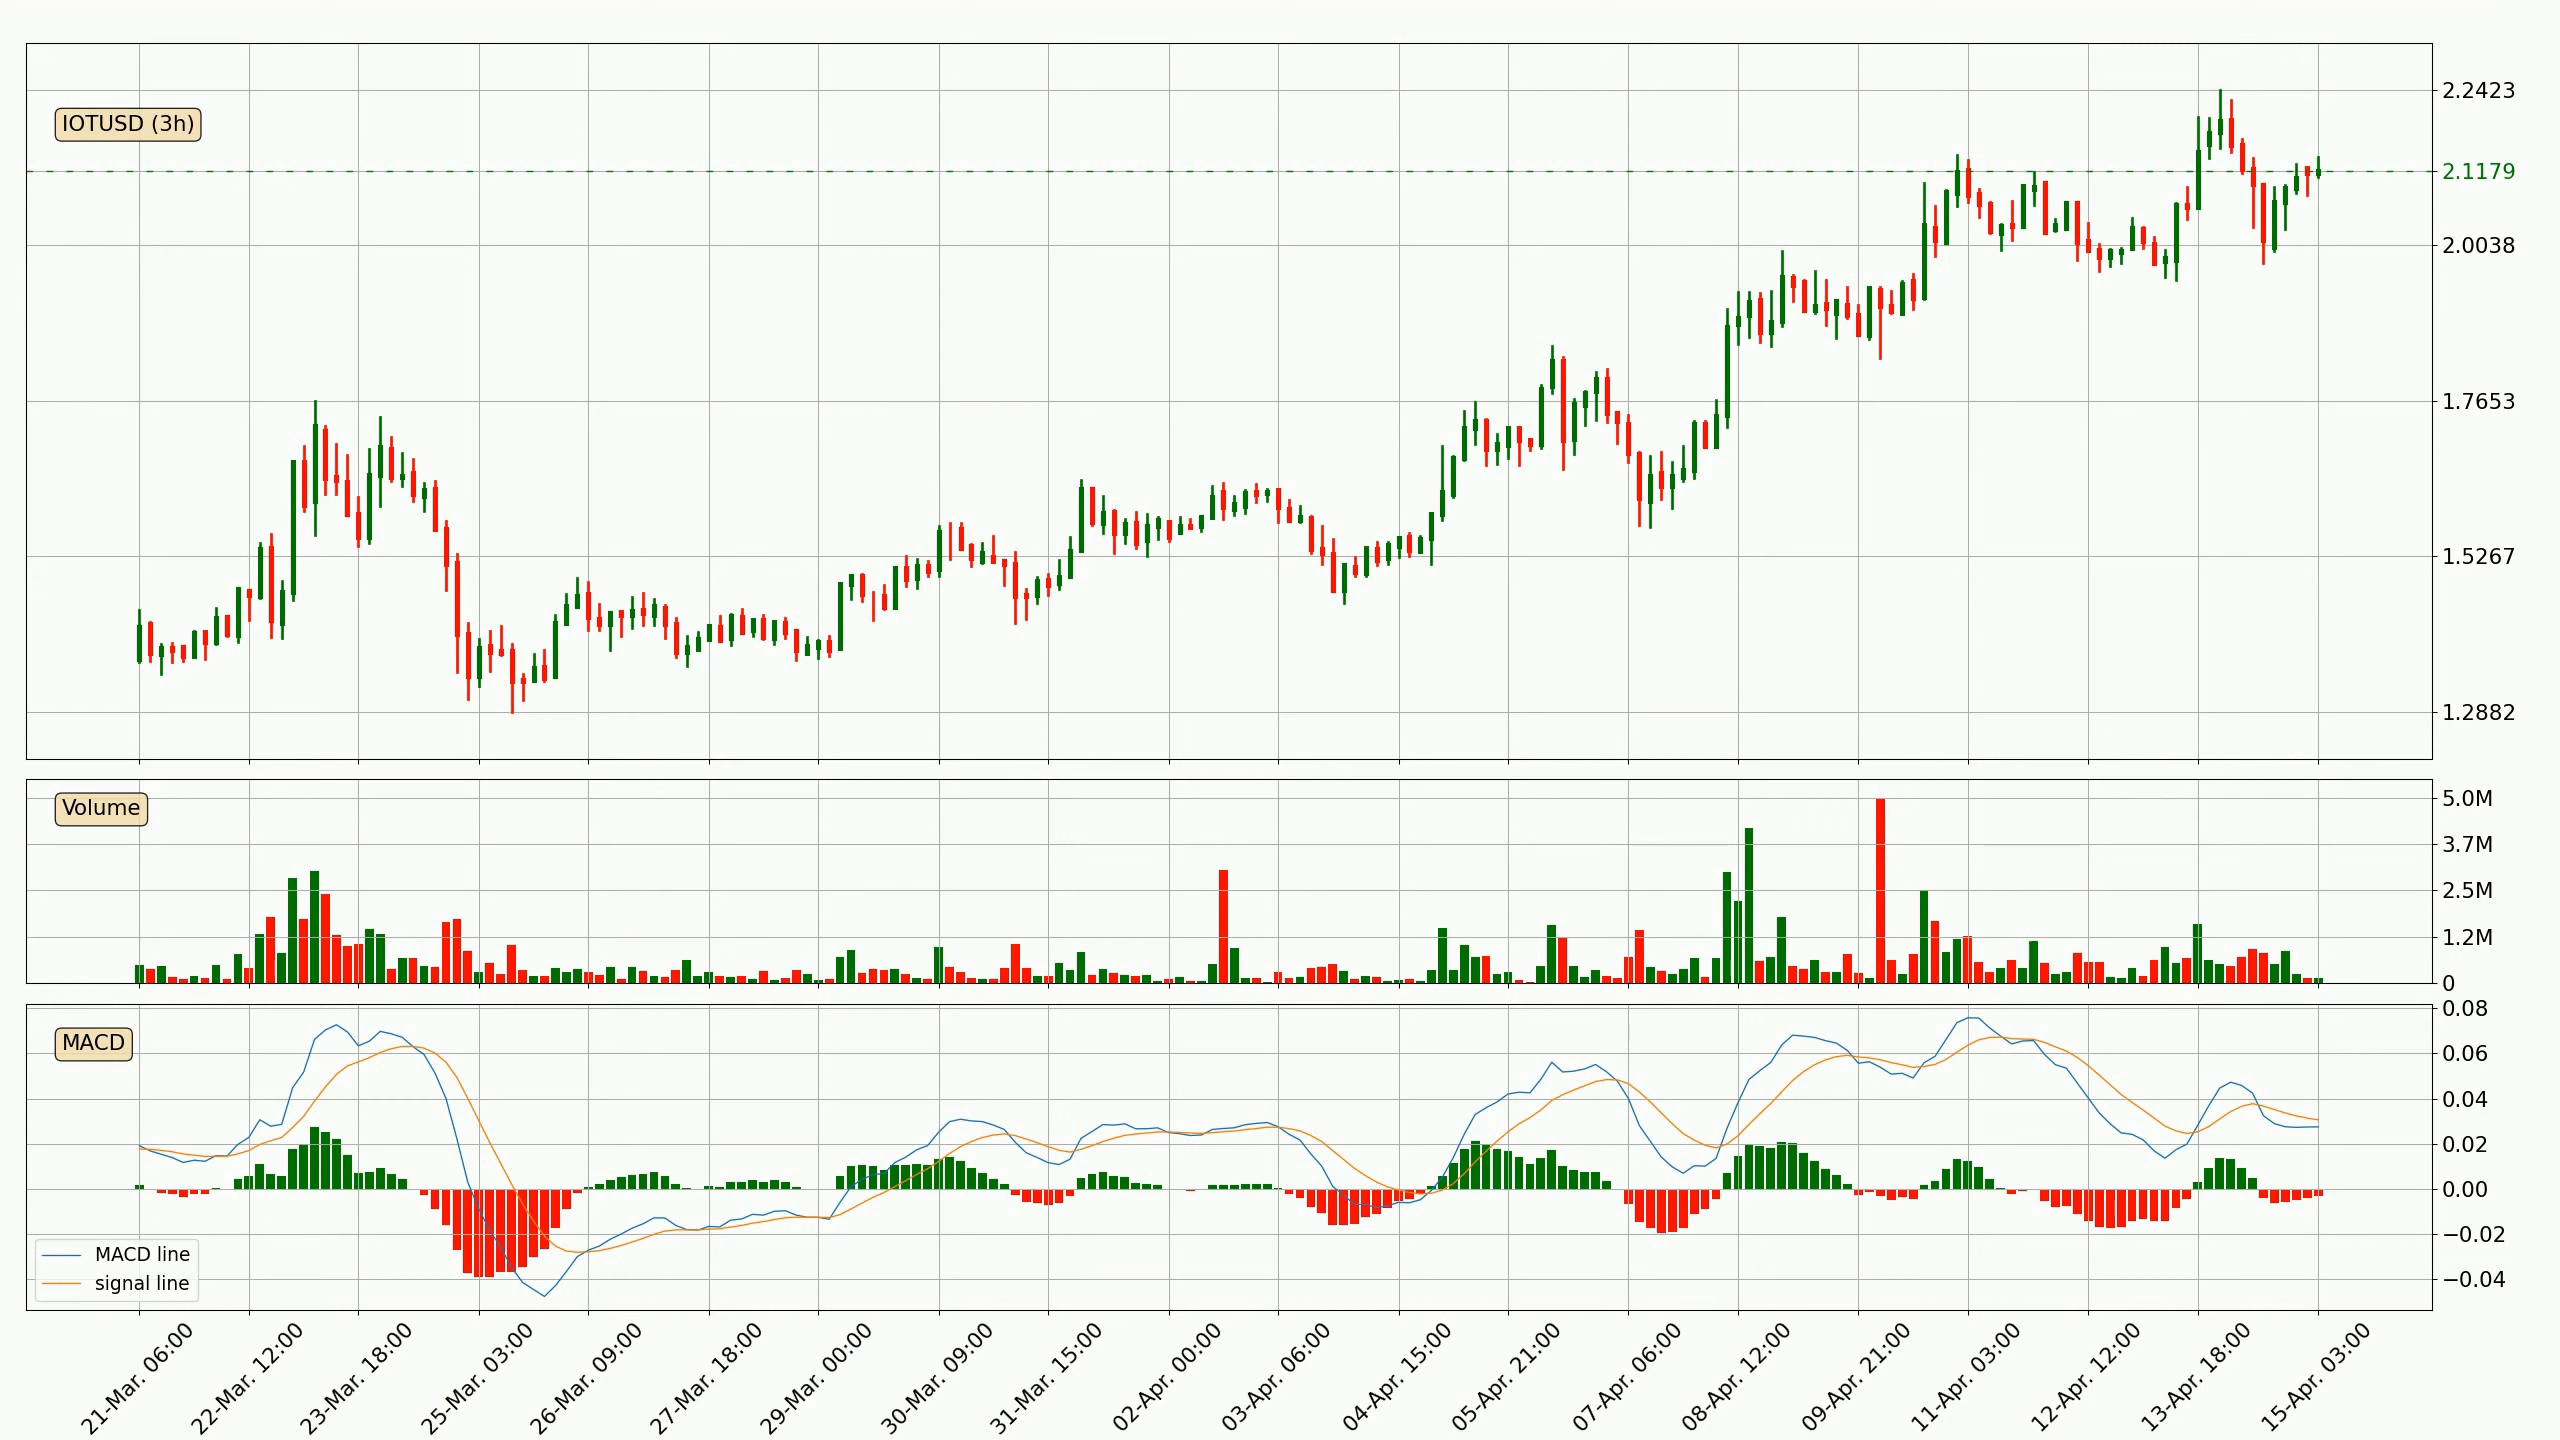 IOTUSD (3h)
2.2423
2.1179
2.0038
1.7653
1.5267
1.2882
Volume
5.0M
3.7M
2.5M
1.2M
0
MACD
0.08
0.06
0.04
0.02
0.00
−0.02
−0.04
MACD line
signal line
21-Mar. 06:00
22-Mar. 12:00
23-Mar. 18:00
25-Mar. 03:00
26-Mar. 09:00
27-Mar. 18:00
29-Mar. 00:00
30-Mar. 09:00
31-Mar. 15:00
02-Apr. 00:00
03-Apr. 06:00
04-Apr. 15:00
05-Apr. 21:00
07-Apr. 06:00
08-Apr. 12:00
09-Apr. 21:00
11-Apr. 03:00
12-Apr. 12:00
13-Apr. 18:00
15-Apr. 03:00